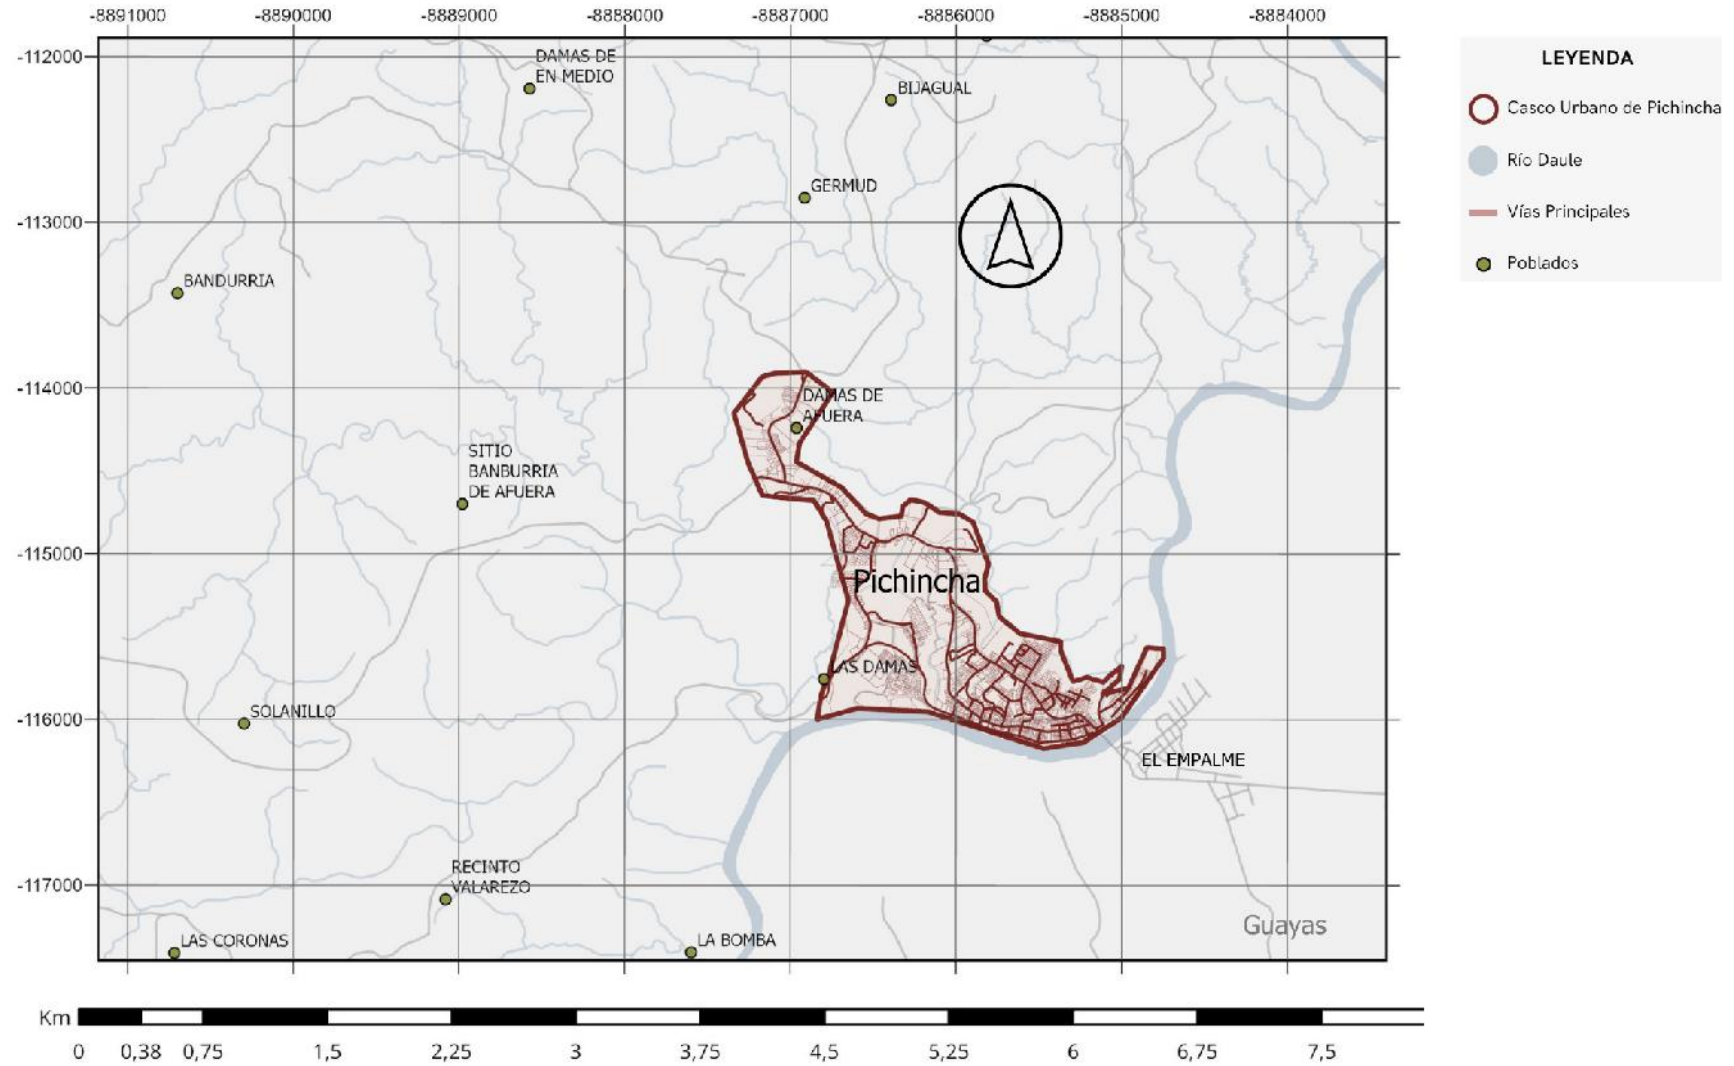 -8891000 -8890000 -8889000 -8888000 -8887000 -8886000 -8885000 -8884000
-112000
-113000
-114000
-115000
-116000
-117000
DAMAS DE
EN MEDIO
BIJAGUAL
GERMUD
BANDURRIA
DAMAS DE
AFUERA
SITIO
BANBURRIA
DE AFUERA
Pichincha
LAS DAMAS
SOLANILLO
EL EMPALME
RECINTO
VALAREZO
Guayas
LAS CORONAS
LA BOMBA
LEYENDA
Casco Urbano de Pichincha
Río Daule
Vías Principales
Poblados
Km
0 0,38 0,75 1,5 2,25 3 3,75 4,5 5,25 6 6,75 7,5